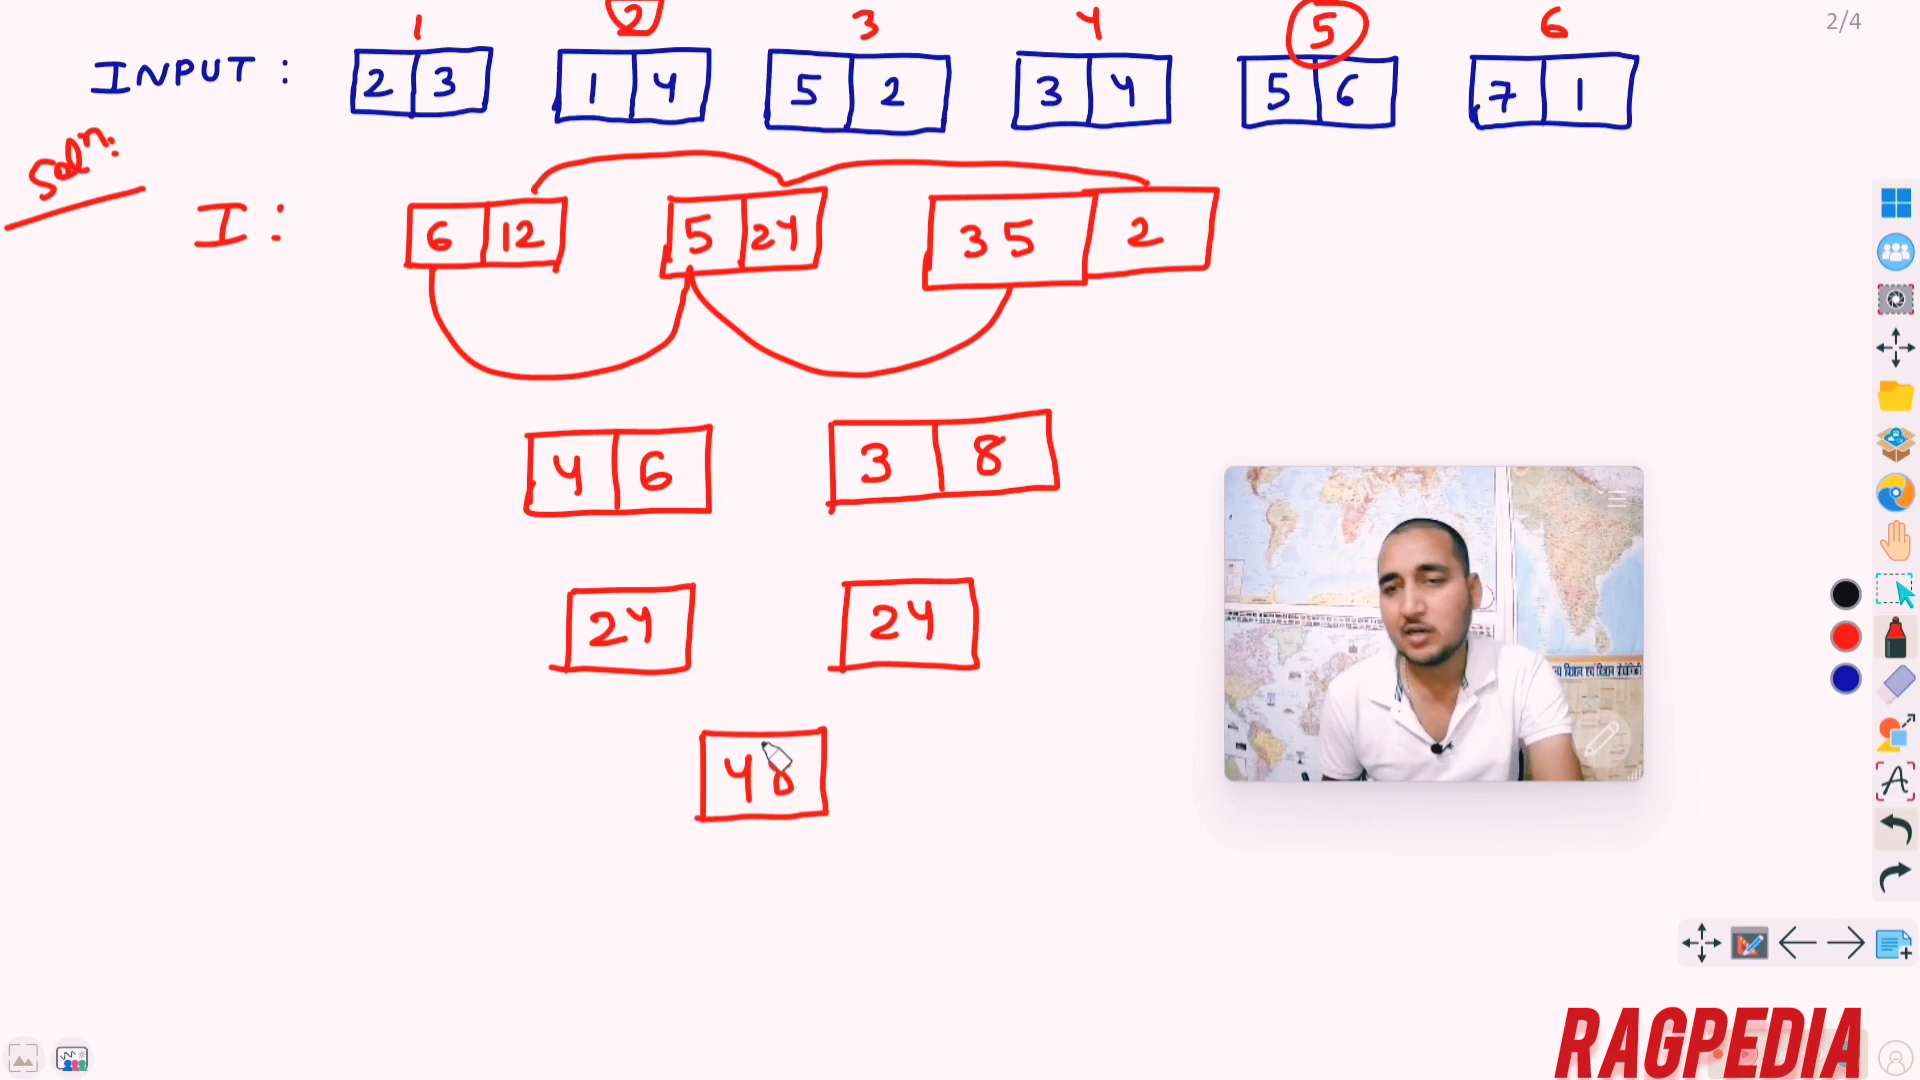 2/4
1 2 3 4 5 6
INPUT : 2 3 1 4 5 2 3 4 5 6 7 1
Soln.
I : 6 12 5 24 35 2
4 6 3 8
24 24
48
RAGPEDIA